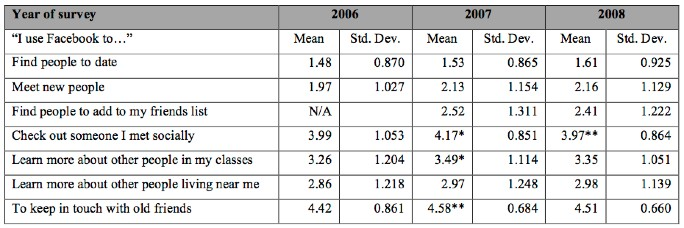 Year of survey 2006 2007 2008
"I use Facebook to…" Mean Std. Dev. Mean Std. Dev. Mean Std. Dev.
Find people to date 1.48 0.870 1.53 0.865 1.61 0.925
Meet new people 1.97 1.027 2.13 1.154 2.16 1.129
Find people to add to my friends list N/A 2.52 1.311 2.41 1.222
Check out someone I met socially 3.99 1.053 4.17* 0.851 3.97** 0.864
Learn more about other people in my classes 3.26 1.204 3.49* 1.114 3.35 1.051
Learn more about other people living near me 2.86 1.218 2.97 1.248 2.98 1.139
To keep in touch with old friends 4.42 0.861 4.58** 0.684 4.51 0.660